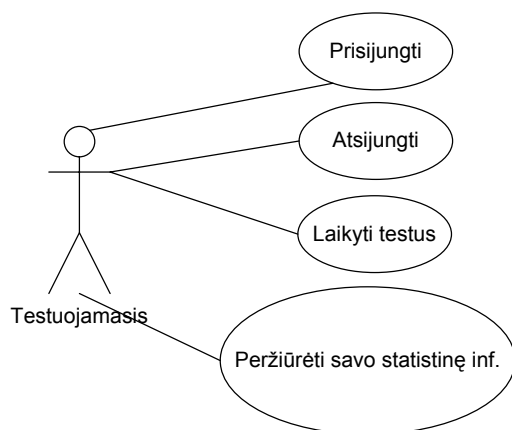 Prisijungti
Atsijungti
Laikyti testus
Testuojamasis
Peržiūrėti savo statistinę inf.